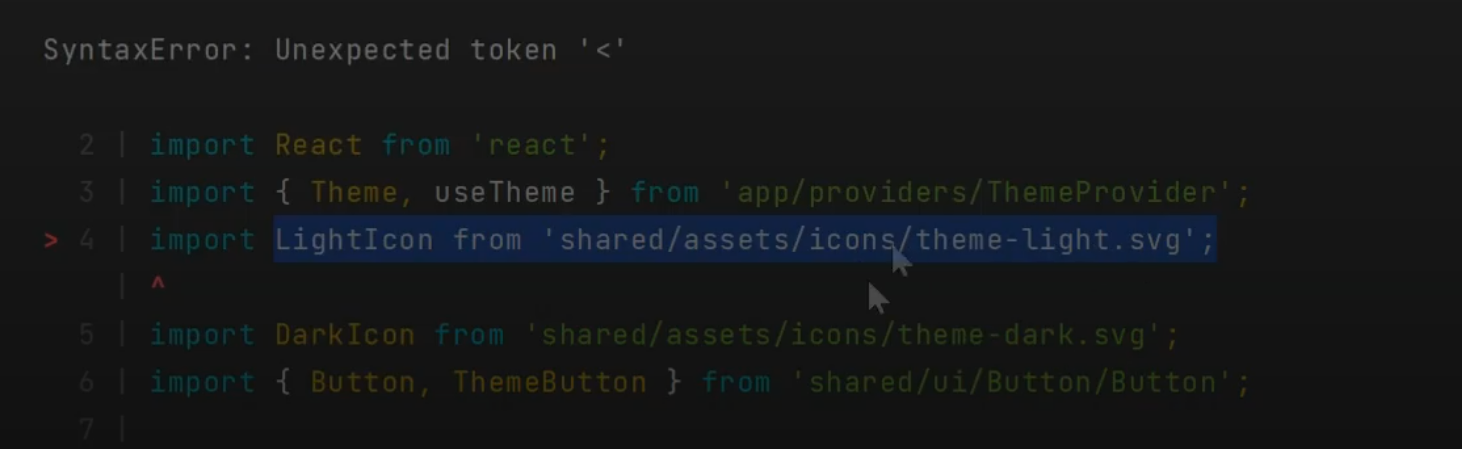 SyntaxError: Unexpected token '<'
2 | import React from 'react';
3 | import { Theme, useTheme } from 'app/providers/ThemeProvider';
> 4 | import LightIcon from 'shared/assets/icons/theme-light.svg';
| ^
5 | import DarkIcon from 'shared/assets/icons/theme-dark.svg';
6 | import { Button, ThemeButton } from 'shared/ui/Button/Button';
7 |